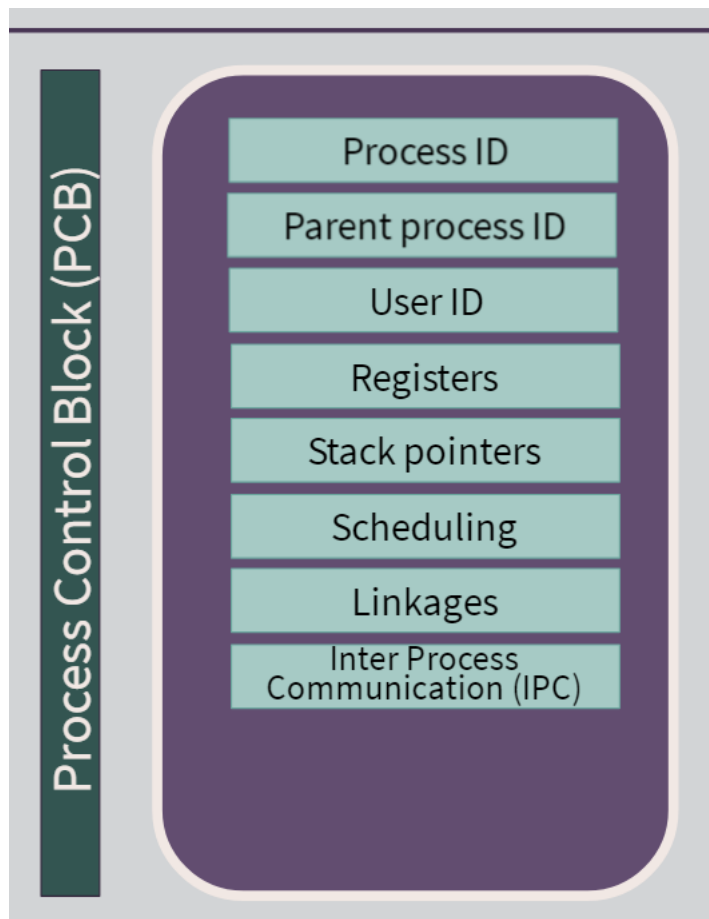 Process Control Block (PCB)
Process ID
Parent process ID
User ID
Registers
Stack pointers
Scheduling
Linkages
Inter Process
Communication (IPC)